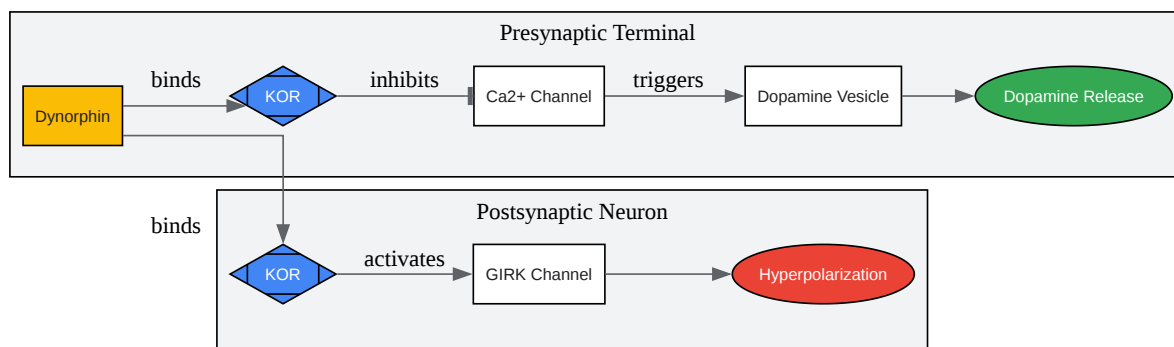 Presynaptic Terminal
Dynorphin
binds
KOR
inhibits
Ca2+ Channel
triggers
Dopamine Vesicle
Dopamine Release
Postsynaptic Neuron
binds
KOR
activates
GIRK Channel
Hyperpolarization